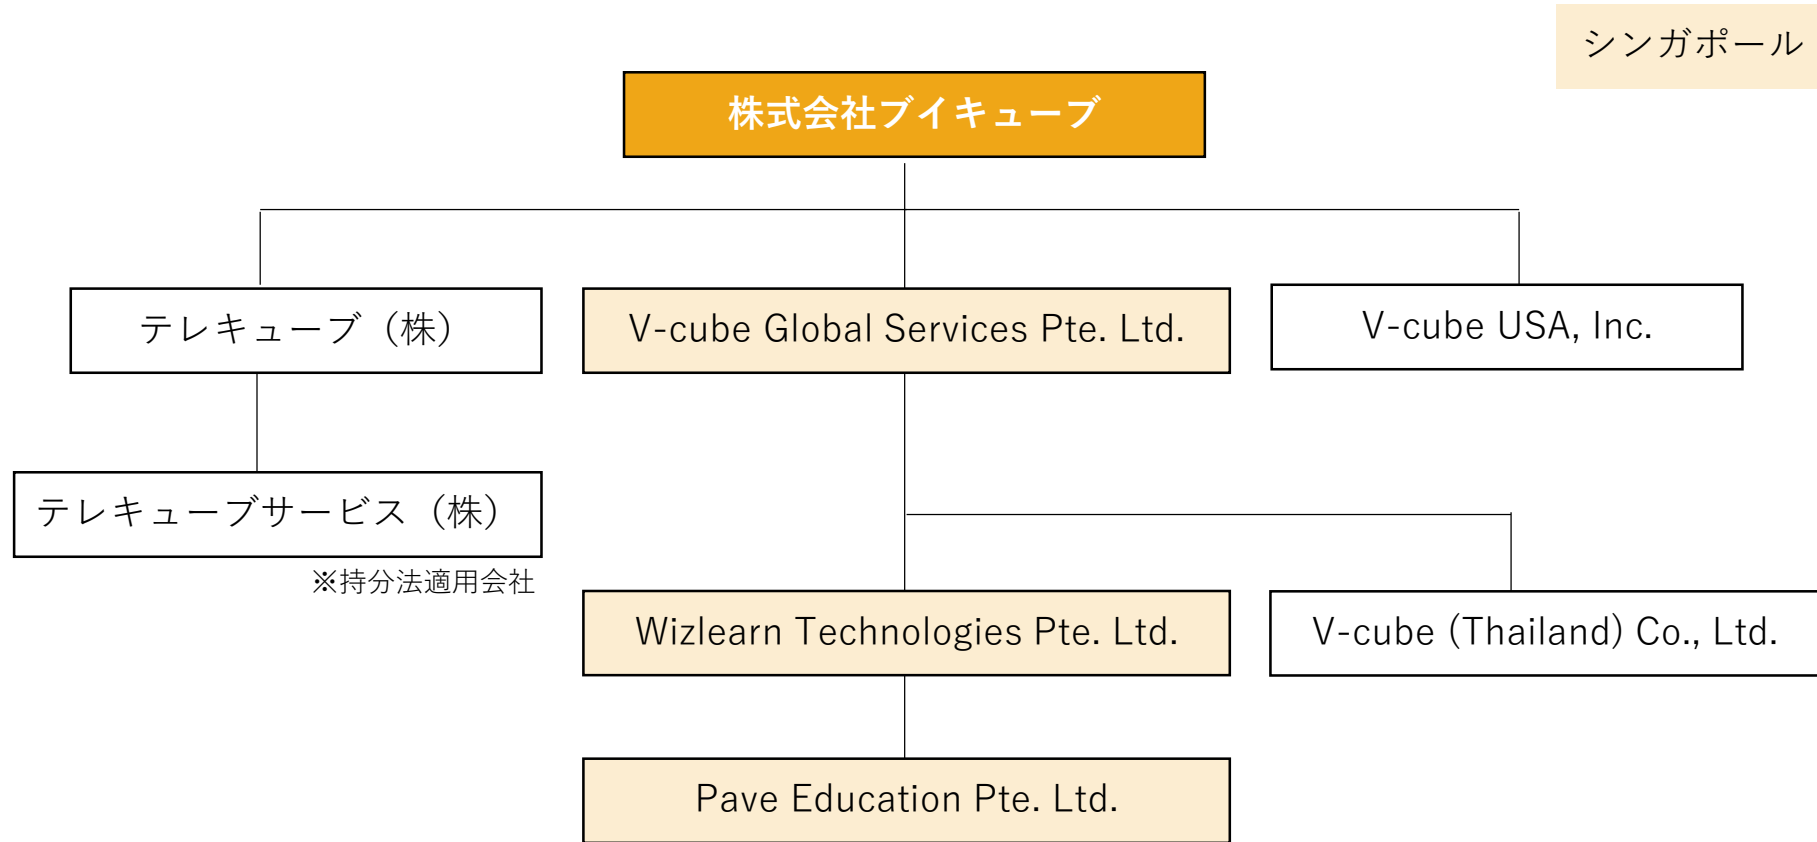 シンガポール
株式会社ブイキューブ
テレキューブ（株）
V-cube Global Services Pte. Ltd.
V-cube USA, Inc.
テレキューブサービス（株）
※持分法適用会社
Wizlearn Technologies Pte. Ltd.
V-cube (Thailand) Co., Ltd.
Pave Education Pte. Ltd.